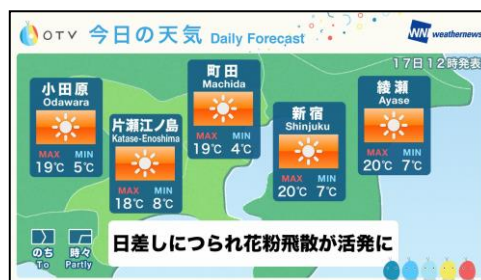 OTV 今日の天気 Daily Forecast
WNI weathernews
17日12時発表
小田原
Odawara
MAX MIN
19℃ 5℃
片瀬江ノ島
Katase-Enoshima
MAX MIN
18℃ 8℃
町田
Machida
MAX MIN
19℃ 4℃
新宿
Shinjuku
MAX MIN
20℃ 7℃
綾瀬
Ayase
MAX MIN
20℃ 7℃
のち 時々
To Partly
日差しにつられ花粉飛散が活発に